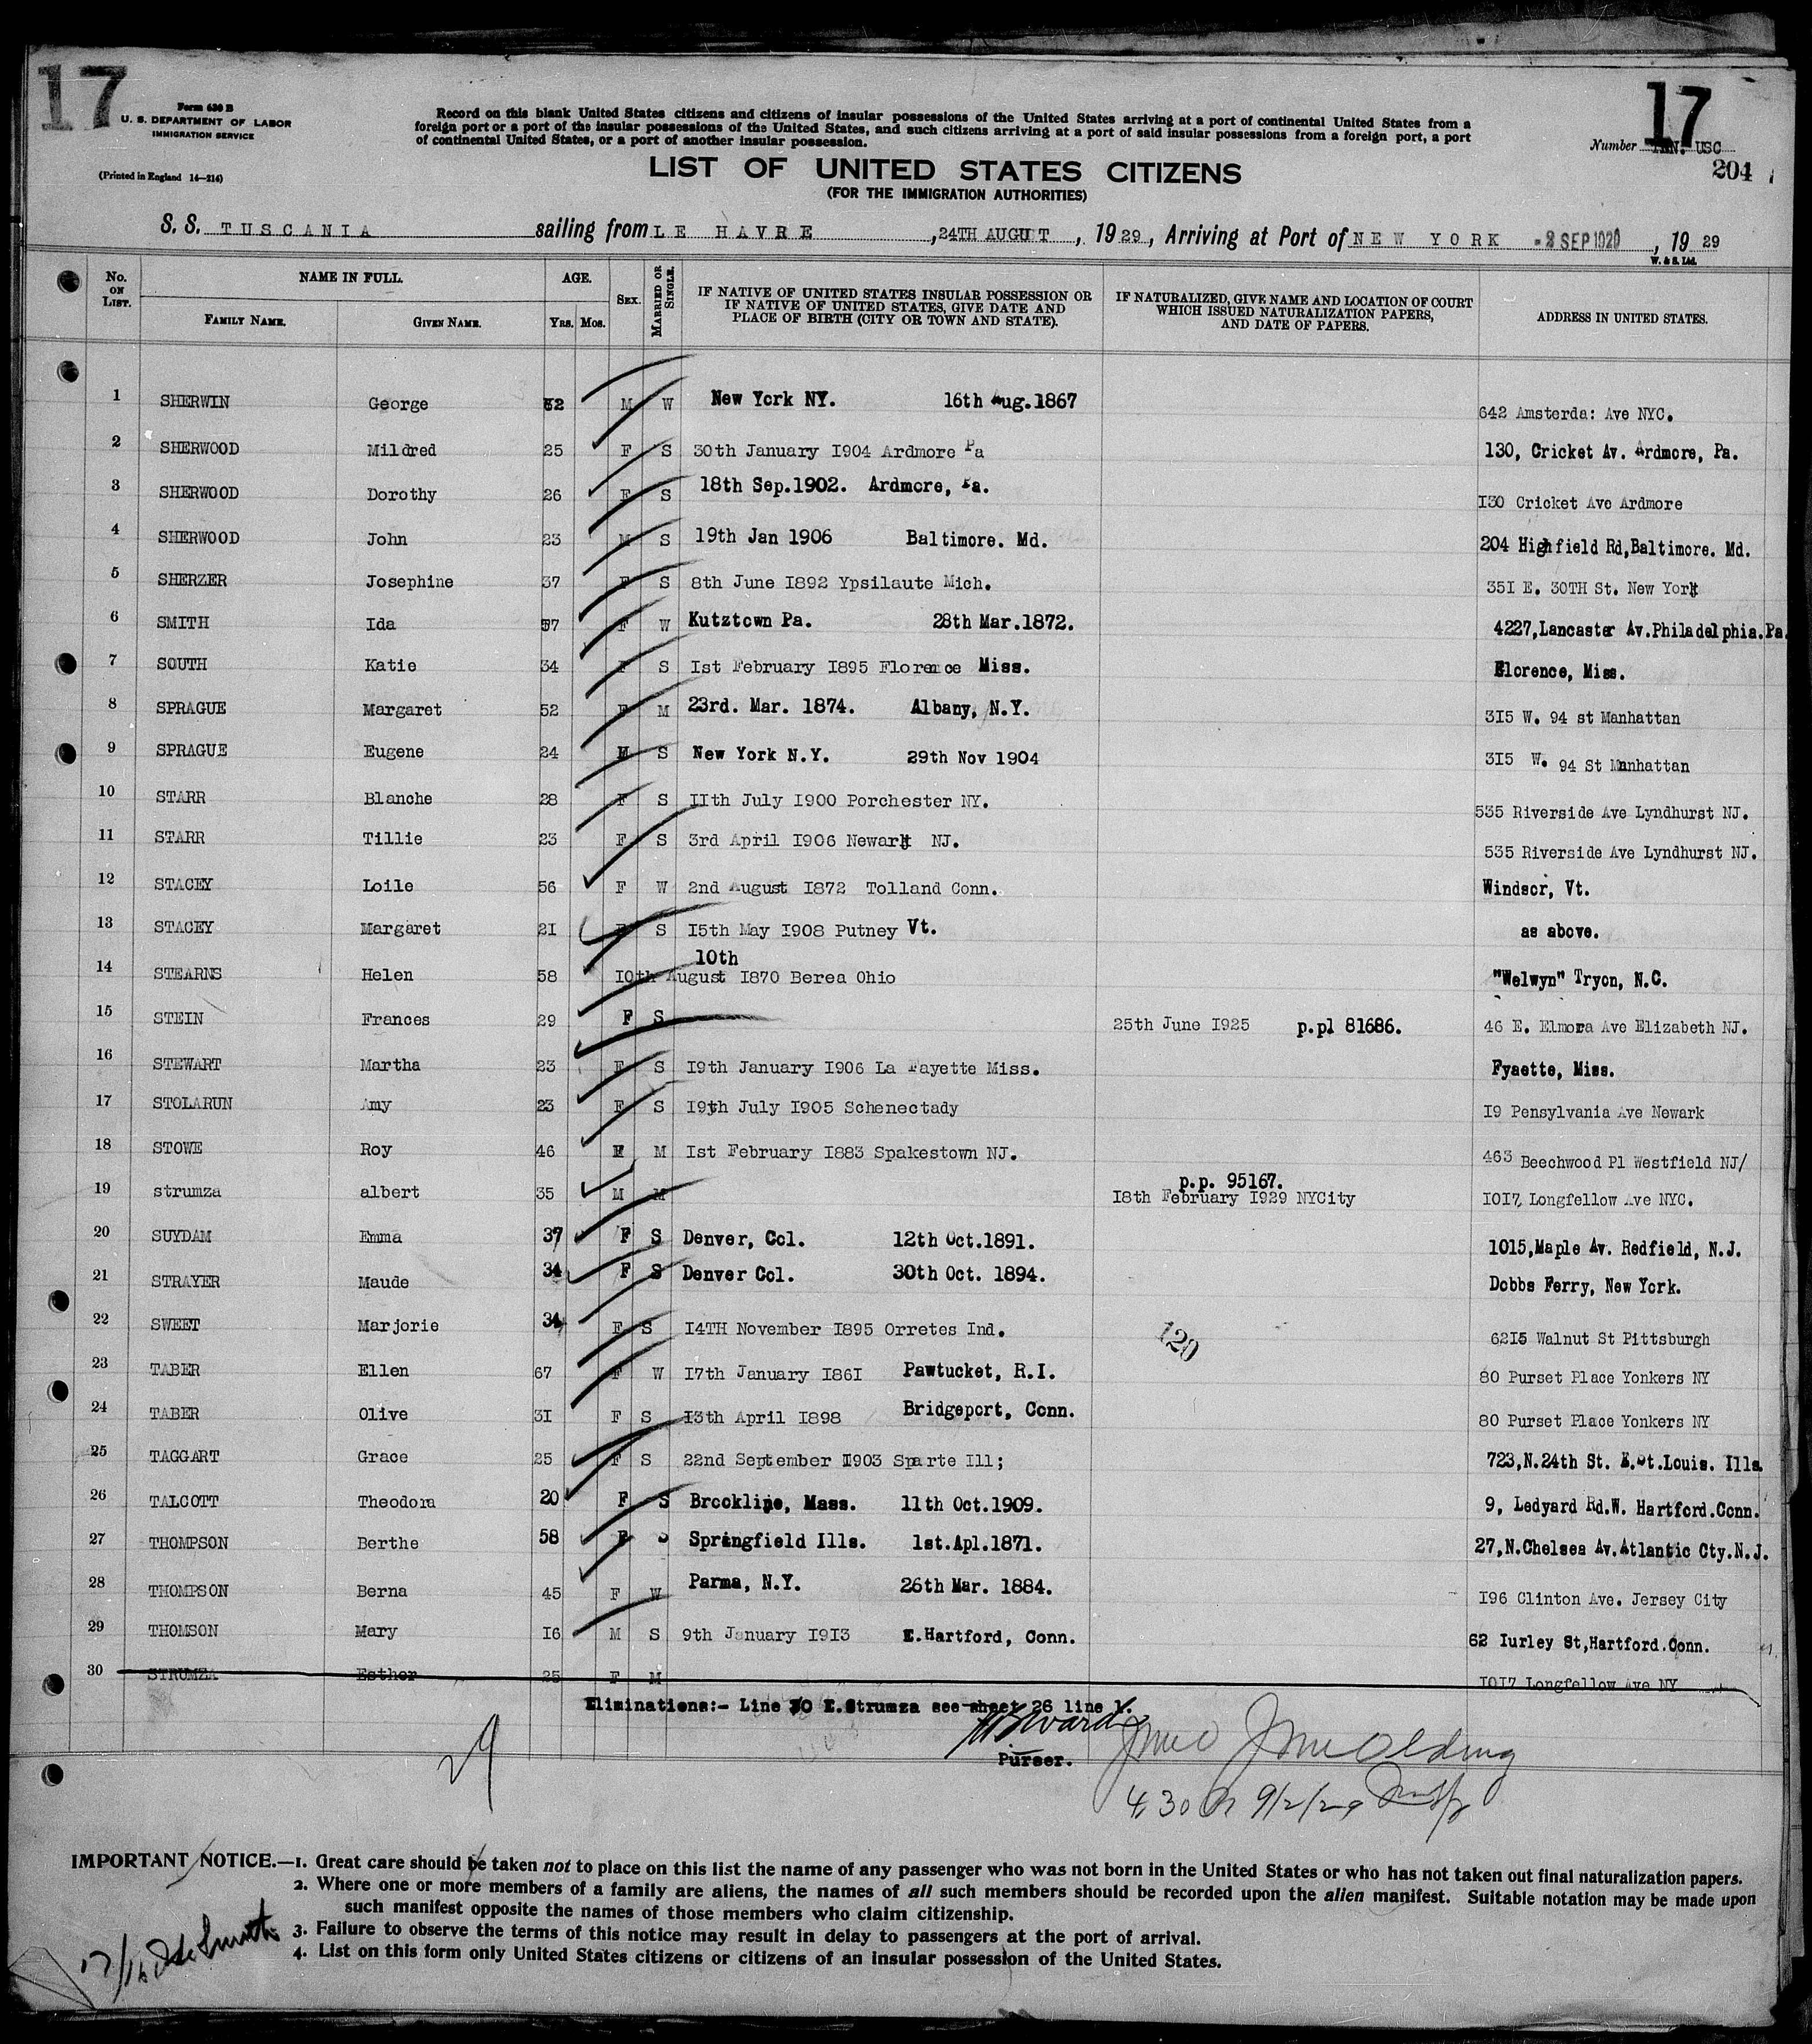 17
Form 630 B
U. S. DEPARTMENT OF LABOR
IMMIGRATION SERVICE
(Printed in England 14—214)
Record on this blank United States citizens and citizens of insular possessions of the United States arriving at a port of continental United States from a
foreign port or a port of the insular possessions of the United States, and such citizens arriving at a port of said insular possessions from a foreign port, a port
of continental United States, or a port of another insular possession.
17
Number TEN. USC
204
LIST OF UNITED STATES CITIZENS
(FOR THE IMMIGRATION AUTHORITIES)
S. S. TUSCANIA sailing from LE HAVRE, 24TH AUGUT, 1929, Arriving at Port of NEW YORK -2 SEP 1929, 1929
W. & S. Ltd.
No. ON LIST. NAME IN FULL. FAMILY NAME. GIVEN NAME. AGE. YRS. MOS. SEX. MARRIED OR SINGLE. IF NATIVE OF UNITED STATES INSULAR POSSESSION OR IF NATIVE OF UNITED STATES, GIVE DATE AND PLACE OF BIRTH (CITY OR TOWN AND STATE). IF NATURALIZED, GIVE NAME AND LOCATION OF COURT WHICH ISSUED NATURALIZATION PAPERS, AND DATE OF PAPERS. ADDRESS IN UNITED STATES.
1 SHERWIN George 62 M W New York NY. 16th Aug.1867 642 Amsterda: Ave NYC.
2 SHERWOOD Mildred 25 F S 30th January 1904 Ardmore Pa 130, Cricket Av. Ardmore, Pa.
3 SHERWOOD Dorothy 26 F S 18th Sep.1902. Ardmore, Pa. 130 Cricket Ave Ardmore
4 SHERWOOD John 23 M S 19th Jan 1906 Baltimore. Md. 204 Highfield Rd,Baltimore. Md.
5 SHERZER Josephine 37 F S 8th June 1892 Ypsilaute Mich. 351 E. 30TH St. New York
6 SMITH Ida 57 F W Kutztown Pa. 28th Mar.1872. 4227,Lancaster Av.Philadelphia.Pa
7 SOUTH Katie 34 F S 1st February 1895 Florence Miss. Florence, Miss.
8 SPRAGUE Margaret 52 F M 23rd. Mar. 1874. Albany, N.Y. 315 W. 94 st Manhattan
9 SPRAGUE Eugene 24 M S New York N.Y. 29th Nov 1904 315 W. 94 St Manhattan
10 STARR Blanche 28 F S 11th July 1900 Porchester NY. 535 Riverside Ave Lyndhurst NJ.
11 STARR Tillie 23 F S 3rd April 1906 Newark NJ. 535 Riverside Ave Lyndhurst NJ.
12 STACEY Loile 56 F W 2nd August 1872 Tolland Conn. Windsor, Vt.
13 STACEY Margaret 21 F S 15th May 1908 Putney Vt. as above.
10th
14 STEARNS Helen 58 10th August 1870 Berea Ohio "Welwyn" Tryon, N.C.
15 STEIN Frances 29 F S 25th June 1925 p.pl 81686. 46 E. Elmora Ave Elizabeth NJ.
16 STEWART Martha 23 F S 19th January 1906 La Fayette Miss. Fyaette, Miss.
17 STOLARUN Amy 23 F S 19th July 1905 Schenectady 19 Pensylvania Ave Newark
18 STOWE Roy 46 M 1st February 1883 Spakestown NJ. 463 Beechwood Pl Westfield NJ/
p.p. 95167.
19 strumza albert 35 M M 18th February 1929 NYCity 1017, Longfellow Ave NYC.
20 SUYDAM Emma 37 F S Denver, Col. 12th Oct.1891. 1015,Maple Av. Redfield, N.J.
21 STRAYER Maude 34 F S Denver Col. 30th Oct. 1894. Dobbs Ferry, New York.
22 SWEET Marjorie 34 F S 14TH November 1895 Orretes Ind. 6215 Walnut St Pittsburgh
120
23 TABER Ellen 67 F W 17th January 1861 Pawtucket, R.I. 80 Purset Place Yonkers NY
24 TABER Olive 31 F S 13th April 1898 Bridgeport, Conn. 80 Purset Place Yonkers NY
25 TAGGART Grace 25 F S 22nd September 1903 Sparte Ill; 723,N.24th St. E.St.Louis. Ills
26 TALCOTT Theodora 20 F S Brookline, Mass. 11th Oct.1909. 9, Ledyard Rd.W. Hartford.Conn.
27 THOMPSON Berthe 58 F S Springfield Ills. 1st.Apl.1871. 27,N.Chelsea Av.Atlantic Cty.N.J.
28 THOMPSON Berna 45 F W Parma, N.Y. 26th Mar. 1884. 196 Clinton Ave. Jersey City
29 THOMSON Mary 16 M S 9th January 1913 E.Hartford, Conn. 62 Iurley St,Hartford.Conn.
30 STRUMZA Esther 25 F M 1017 Longfellow Ave NY
Eliminations:- Line 30 E.Strumza see sheet 26 line 1.
Purser.
29
4.30 9/2/29
IMPORTANT NOTICE.—1. Great care should be taken not to place on this list the name of any passenger who was not born in the United States or who has not taken out final naturalization papers.
2. Where one or more members of a family are aliens, the names of all such members should be recorded upon the alien manifest. Suitable notation may be made upon
such manifest opposite the names of those members who claim citizenship.
3. Failure to observe the terms of this notice may result in delay to passengers at the port of arrival.
4. List on this form only United States citizens or citizens of an insular possession of the United States.